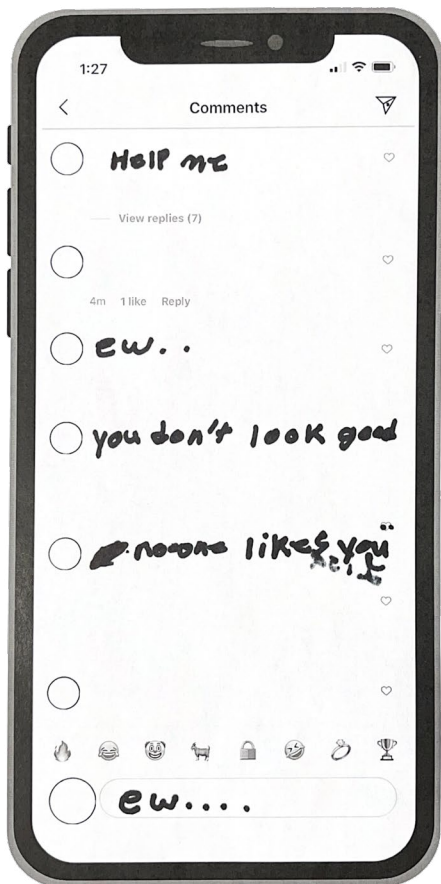 1:27
Comments
HelP me
View replies (7)
4m 1 like Reply
ew..
you don't look good
no one likes you
ew....